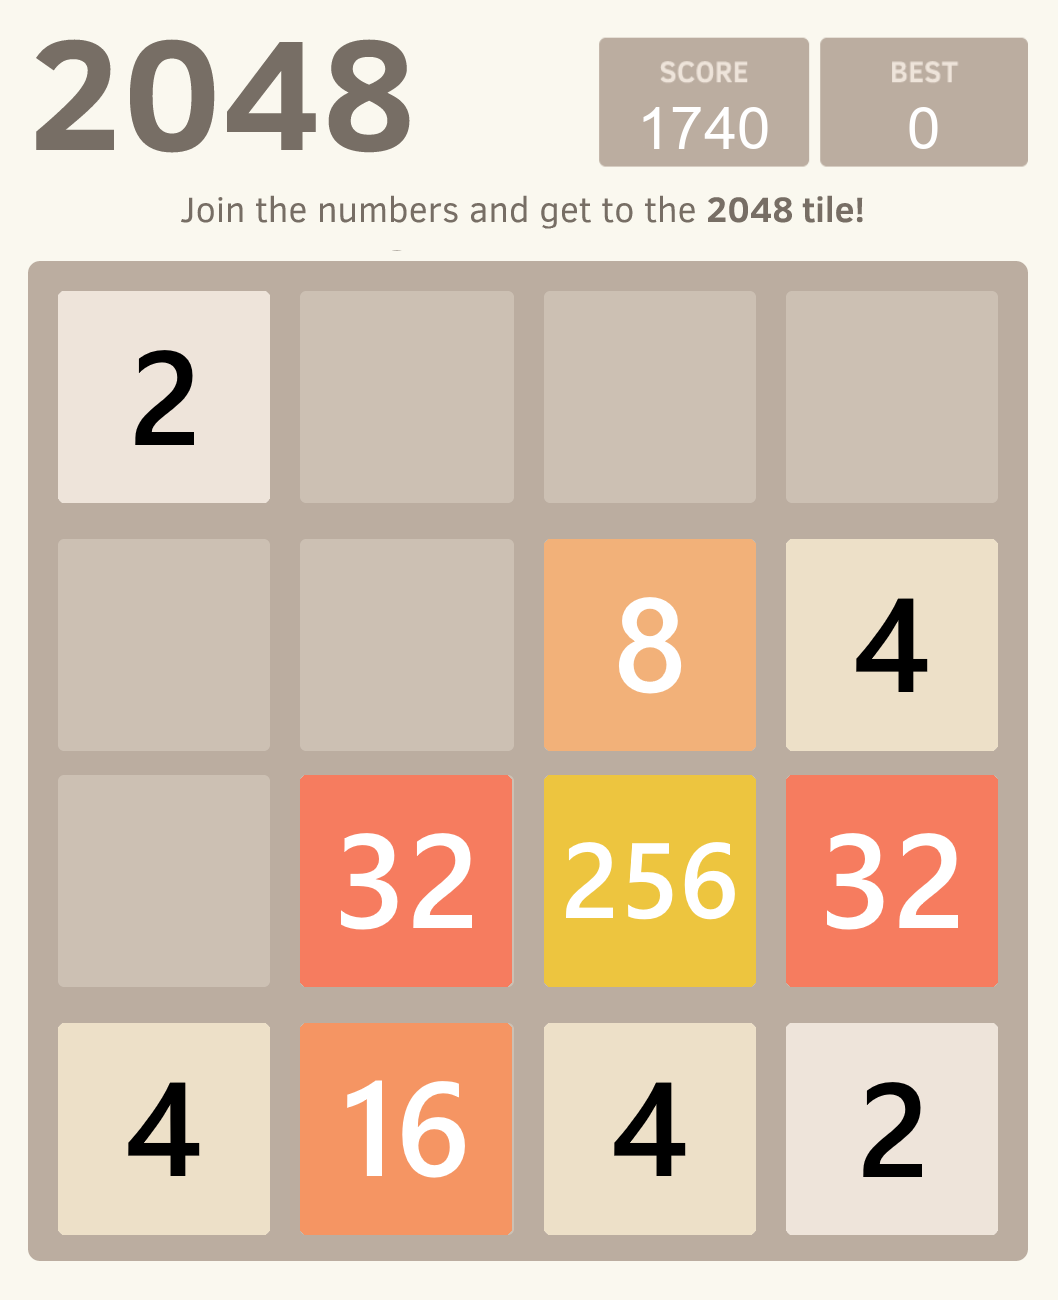 2048
SCORE BEST
1740 0
Join the numbers and get to the 2048 tile!
2
8 4
32 256 32
4 16 4 2